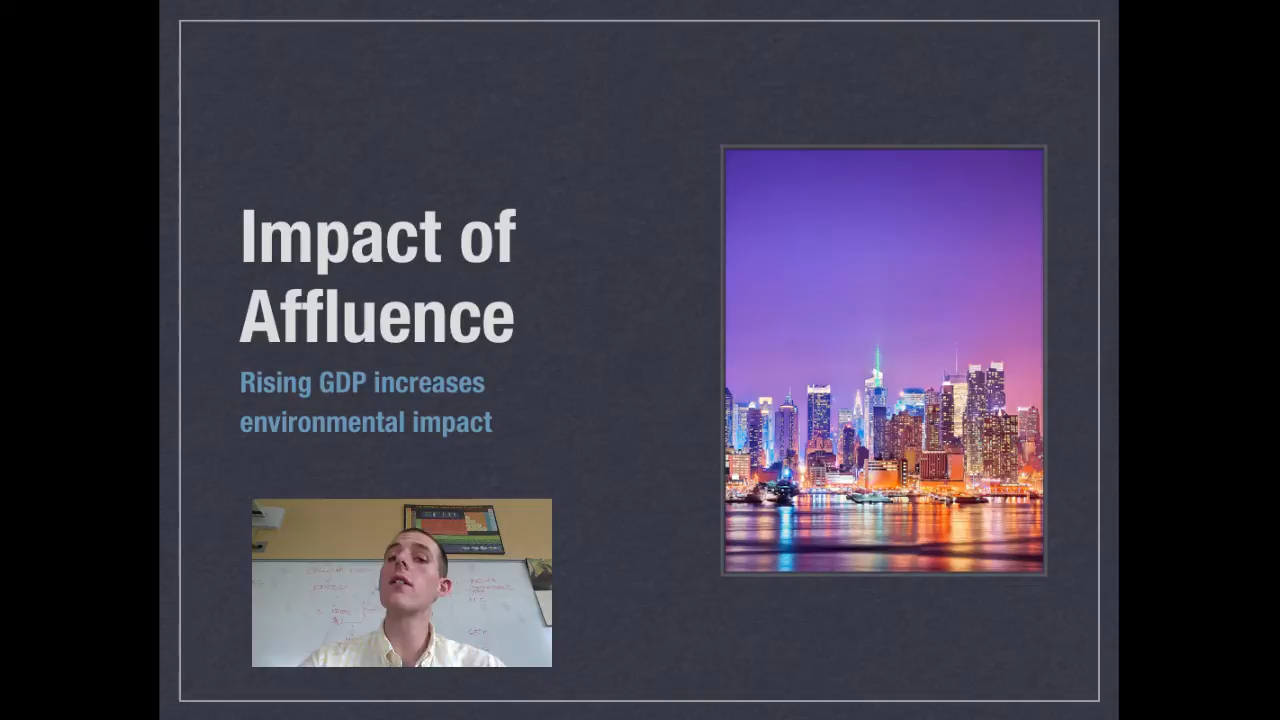 Impact of
Affluence
Rising GDP increases
environmental impact